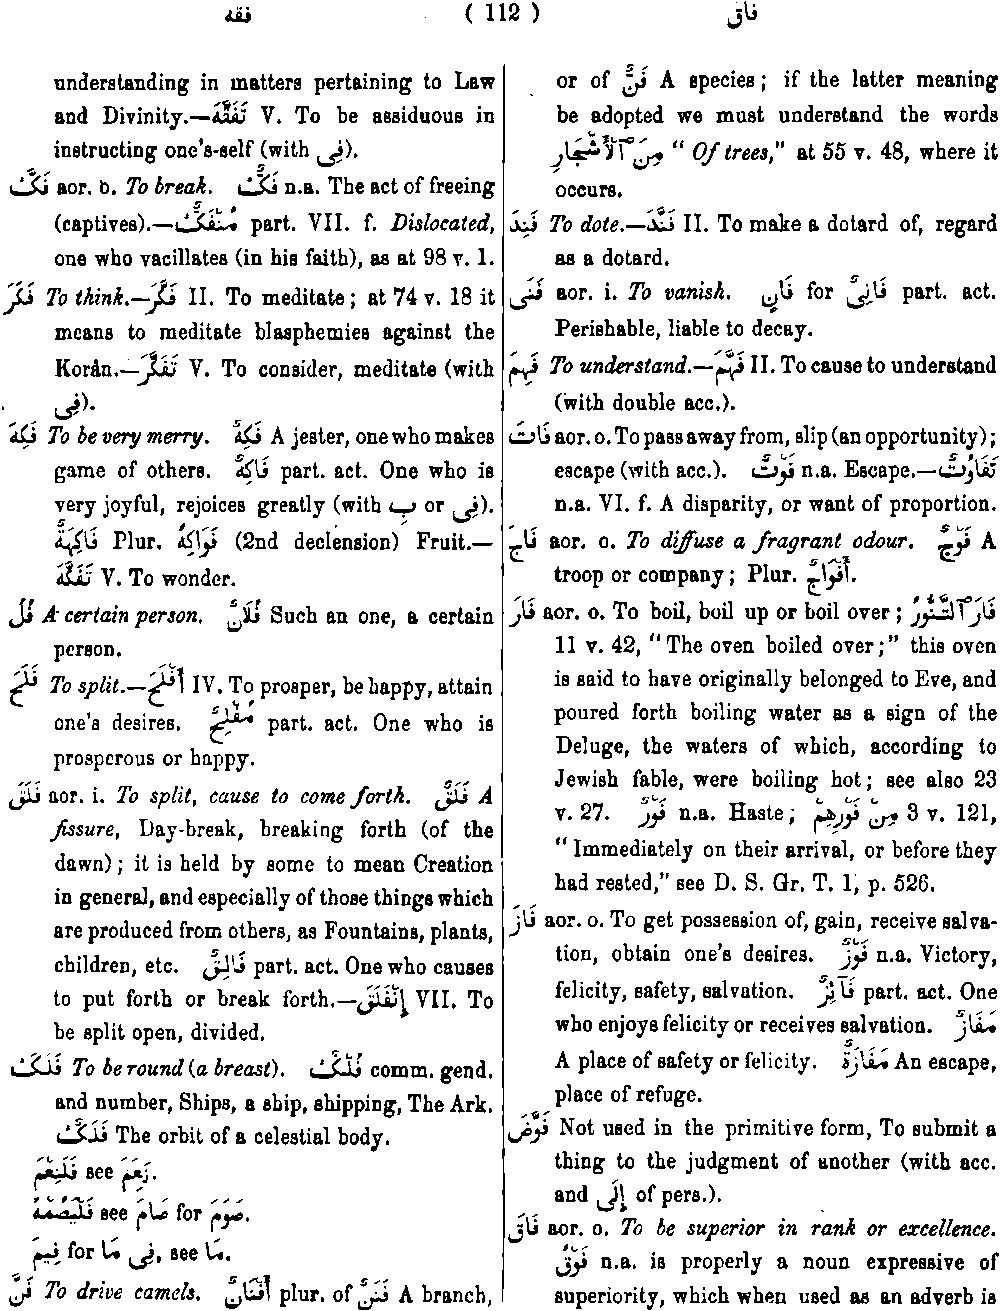 فقه ( 112 ) فاق
understanding in matters pertaining to Law
and Divinity.—تَفَقَّهَ V. To be assiduous in
instructing one's-self (with فِي).
فَكَّ aor. o. To break. فَكٌّ n.a. The act of freeing
(captives).—مُنْفَكٌّ part. VII. f. Dislocated,
one who vacillates (in his faith), as at 98 v. 1.
فَكَرَ To think.—فَكَّرَ II. To meditate; at 74 v. 18 it
means to meditate blasphemies against the
Korân.—تَفَكَّرَ V. To consider, meditate (with
فِي).
فَكِهَ To be very merry. فَكِهٌ A jester, one who makes
game of others. فَاكِهٌ part. act. One who is
very joyful, rejoices greatly (with بِ or فِي).
فَاكِهَةٌ Plur. فَوَاكِهُ (2nd declension) Fruit.—
تَفَكَّهَ V. To wonder.
فُل A certain person. فُلَانٌ Such an one, a certain
person.
فَلَحَ To split.—أَفْلَحَ IV. To prosper, be happy, attain
one's desires. مُفْلِحٌ part. act. One who is
prosperous or happy.
فَلَقَ aor. i. To split, cause to come forth. فَلَقٌ A
fissure, Day-break, breaking forth (of the
dawn); it is held by some to mean Creation
in general, and especially of those things which
are produced from others, as Fountains, plants,
children, etc. فَالِقٌ part. act. One who causes
to put forth or break forth.—إِنْفَلَقَ VII. To
be split open, divided.
فَلَكَ To be round (a breast). فُلْكٌ comm. gend.
and number, Ships, a ship, shipping, The Ark.
فَلَكٌ The orbit of a celestial body.
فَلَنِعْمَ see زَعَمَ.
فَلْيَصُمْهُ see صَامَ for صَوَمَ.
فِيمَ for فِي مَا, see مَا.
فَنَّ To drive camels. أَفْنَانٌ plur. of فَنَنٌ A branch,
or of فَنٌّ A species; if the latter meaning
be adopted we must understand the words
مِنَ ٱلْأَشْجَارِ "Of trees," at 55 v. 48, where it
occurs.
فَنِدَ To dote.—فَنَّدَ II. To make a dotard of, regard
as a dotard.
فَنَى aor. i. To vanish. فَانٍ for فَانِيٌ part. act.
Perishable, liable to decay.
فَهِمَ To understand.—فَهَّمَ II. To cause to understand
(with double acc.).
فَاتَ aor. o. To pass away from, slip (an opportunity);
escape (with acc.). فَوْتٌ n.a. Escape.—تَفَاوُتٌ
n.a. VI. f. A disparity, or want of proportion.
فَاجَ aor. o. To diffuse a fragrant odour. فَوْجٌ A
troop or company; Plur. أَفْوَاجٌ.
فَارَ aor. o. To boil, boil up or boil over; فَارَ ٱلتَّنُّورُ
11 v. 42, "The oven boiled over;" this oven
is said to have originally belonged to Eve, and
poured forth boiling water as a sign of the
Deluge, the waters of which, according to
Jewish fable, were boiling hot; see also 23
v. 27. فَوْرٌ n.a. Haste; مِنْ فَوْرِهِمْ 3 v. 121,
"Immediately on their arrival, or before they
had rested," see D. S. Gr. T. 1, p. 526.
فَازَ aor. o. To get possession of, gain, receive salva-
tion, obtain one's desires. فَوْزٌ n.a. Victory,
felicity, safety, salvation. فَآئِزٌ part. act. One
who enjoys felicity or receives salvation. مَفَازٌ
A place of safety or felicity. مَفَازَةٌ An escape,
place of refuge.
فَوَّضَ Not used in the primitive form, To submit a
thing to the judgment of another (with acc.
and إِلَى of pers.).
فَاقَ aor. o. To be superior in rank or excellence.
فَوْقٌ n.a. is properly a noun expressive of
superiority, which when used as an adverb is